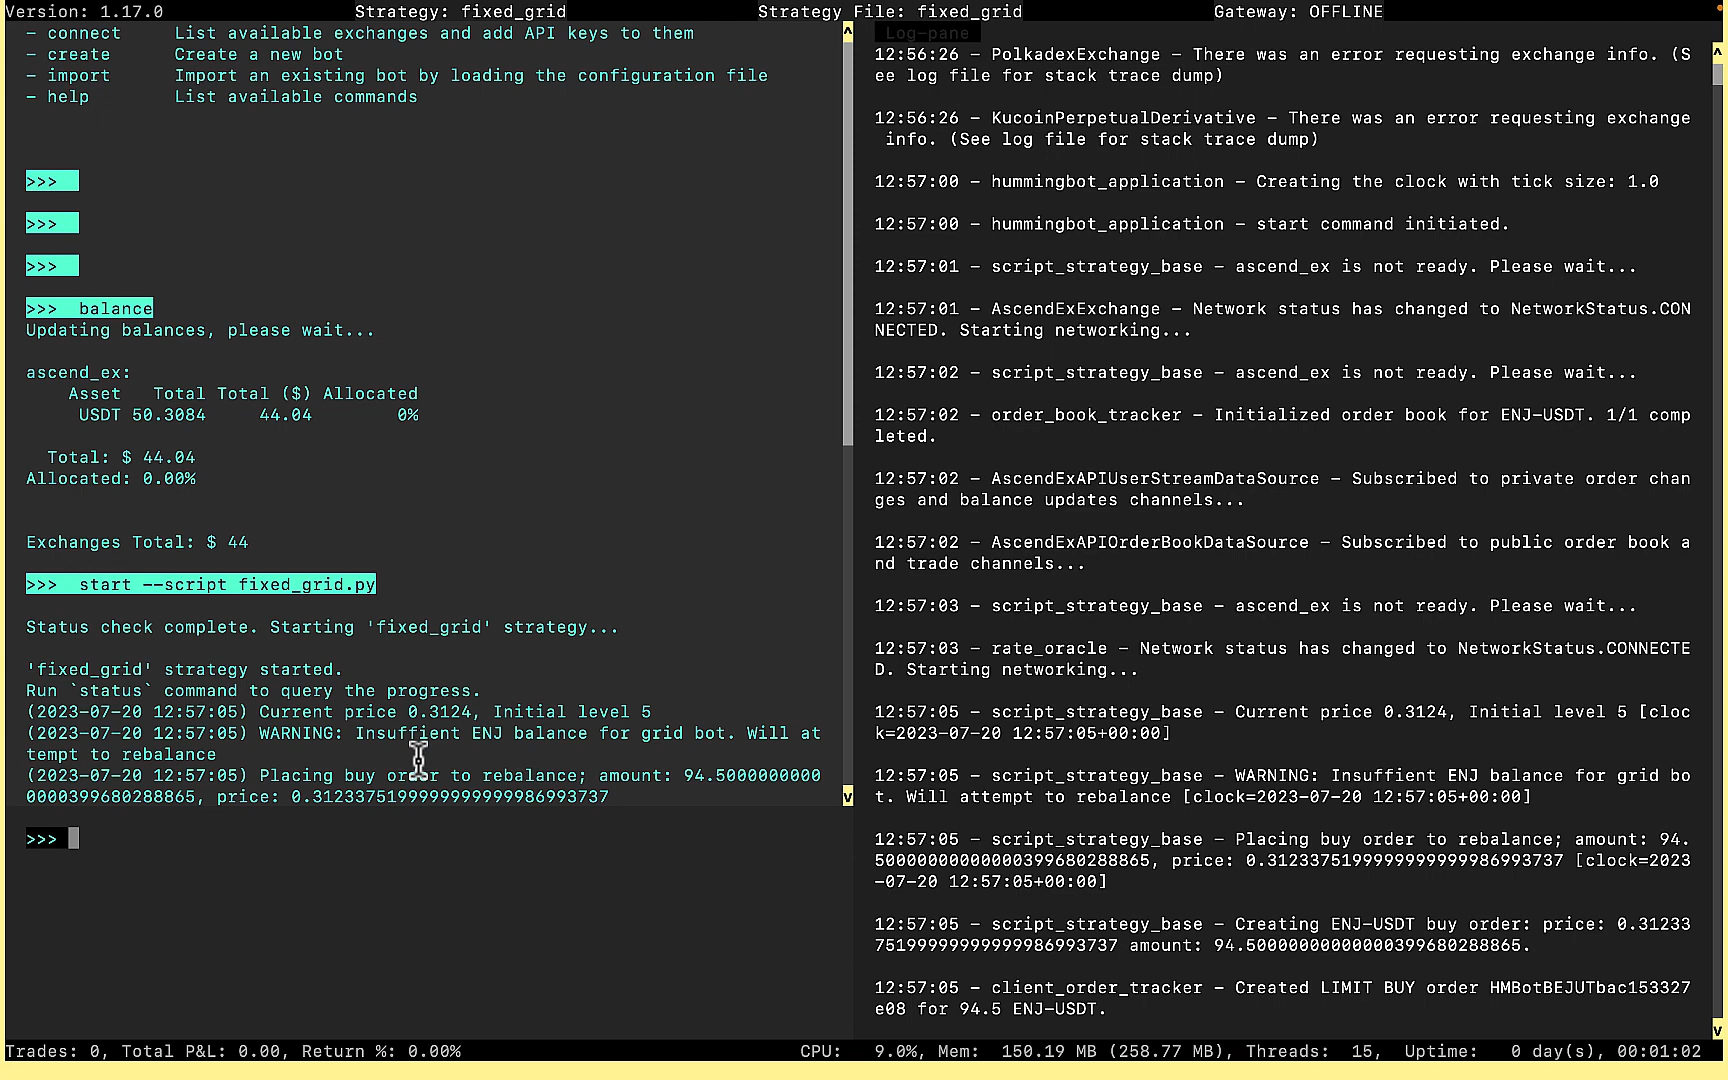 Version: 1.17.0 Strategy: fixed_grid Strategy File: fixed_grid Gateway: OFFLINE
– connect List available exchanges and add API keys to them
– create Create a new bot
– import Import an existing bot by loading the configuration file
– help List available commands
>>>
>>>
>>>
>>> balance
Updating balances, please wait...
ascend_ex:
Asset Total Total ($) Allocated
USDT 50.3084 44.04 0%
Total: $ 44.04
Allocated: 0.00%
Exchanges Total: $ 44
>>> start --script fixed_grid.py
Status check complete. Starting 'fixed_grid' strategy...
'fixed_grid' strategy started.
Run `status` command to query the progress.
(2023-07-20 12:57:05) Current price 0.3124, Initial level 5
(2023-07-20 12:57:05) WARNING: Insuffient ENJ balance for grid bot. Will at
tempt to rebalance
(2023-07-20 12:57:05) Placing buy order to rebalance; amount: 94.5000000000
0000399680288865, price: 0.3123375199999999999986993737
>>>
Log-pane
12:56:26 – PolkadexExchange – There was an error requesting exchange info. (S
ee log file for stack trace dump)
12:56:26 – KucoinPerpetualDerivative – There was an error requesting exchange
info. (See log file for stack trace dump)
12:57:00 – hummingbot_application – Creating the clock with tick size: 1.0
12:57:00 – hummingbot_application – start command initiated.
12:57:01 – script_strategy_base – ascend_ex is not ready. Please wait...
12:57:01 – AscendExExchange – Network status has changed to NetworkStatus.CON
NECTED. Starting networking...
12:57:02 – script_strategy_base – ascend_ex is not ready. Please wait...
12:57:02 – order_book_tracker – Initialized order book for ENJ-USDT. 1/1 comp
leted.
12:57:02 – AscendExAPIUserStreamDataSource – Subscribed to private order chan
ges and balance updates channels...
12:57:02 – AscendExAPIOrderBookDataSource – Subscribed to public order book a
nd trade channels...
12:57:03 – script_strategy_base – ascend_ex is not ready. Please wait...
12:57:03 – rate_oracle – Network status has changed to NetworkStatus.CONNECTE
D. Starting networking...
12:57:05 – script_strategy_base – Current price 0.3124, Initial level 5 [cloc
k=2023-07-20 12:57:05+00:00]
12:57:05 – script_strategy_base – WARNING: Insuffient ENJ balance for grid bo
t. Will attempt to rebalance [clock=2023-07-20 12:57:05+00:00]
12:57:05 – script_strategy_base – Placing buy order to rebalance; amount: 94.
50000000000000399680288865, price: 0.3123375199999999999986993737 [clock=2023
-07-20 12:57:05+00:00]
12:57:05 – script_strategy_base – Creating ENJ-USDT buy order: price: 0.31233
75199999999999986993737 amount: 94.50000000000000399680288865.
12:57:05 – client_order_tracker – Created LIMIT BUY order HMBotBEJUTbac153327
e08 for 94.5 ENJ-USDT.
Trades: 0, Total P&L: 0.00, Return %: 0.00% CPU: 9.0%, Mem: 150.19 MB (258.77 MB), Threads: 15, Uptime: 0 day(s), 00:01:02